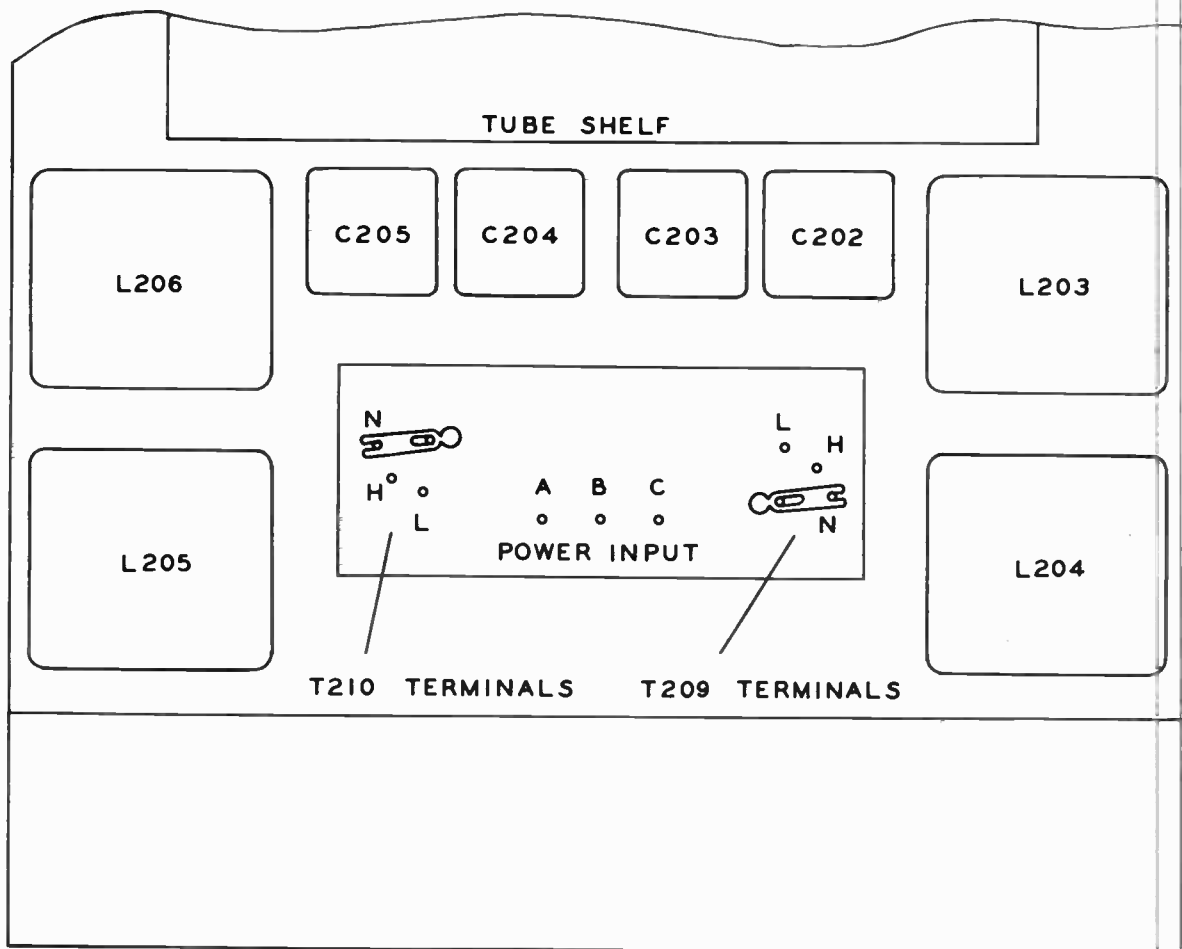 TUBE SHELF
C205 C204 C203 C202
L206 L203
N L H
H L A B C N
POWER INPUT
L205 L204
T210 TERMINALS T209 TERMINALS